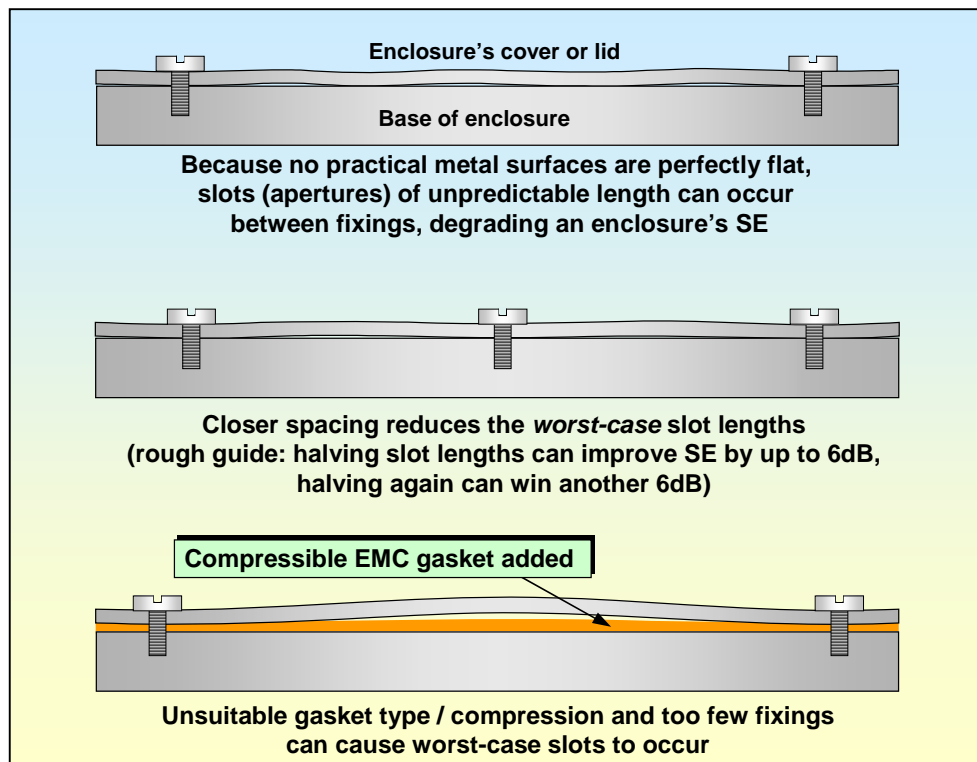 Enclosure's cover or lid
Base of enclosure
Because no practical metal surfaces are perfectly flat,
slots (apertures) of unpredictable length can occur
between fixings, degrading an enclosure's SE
Closer spacing reduces the worst-case slot lengths
(rough guide: halving slot lengths can improve SE by up to 6dB,
halving again can win another 6dB)
Compressible EMC gasket added
Unsuitable gasket type / compression and too few fixings
can cause worst-case slots to occur